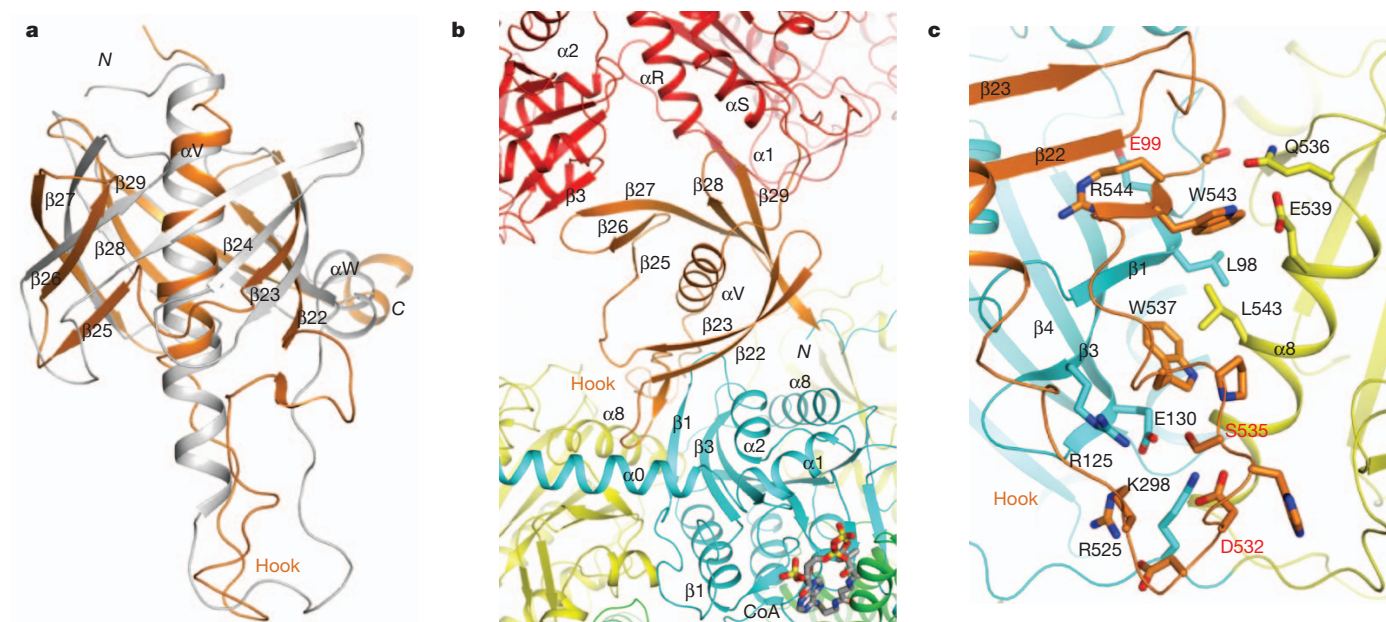 a
N
αV
β27
β29
β28
β24
β26
αW
β23
C
β25
β22
Hook
b
α2
αR
αS
α1
β3
β27
β28
β29
β26
β25
αV
β23
β22
N
Hook
α8
α8
β1
β3
α2
α1
α0
β1
CoA
c
β23
E99
Q536
β22
R544
W543
E539
β1
L98
W537
L543
β4
α8
β3
E130
S535
R125
K298
Hook
R525
D532